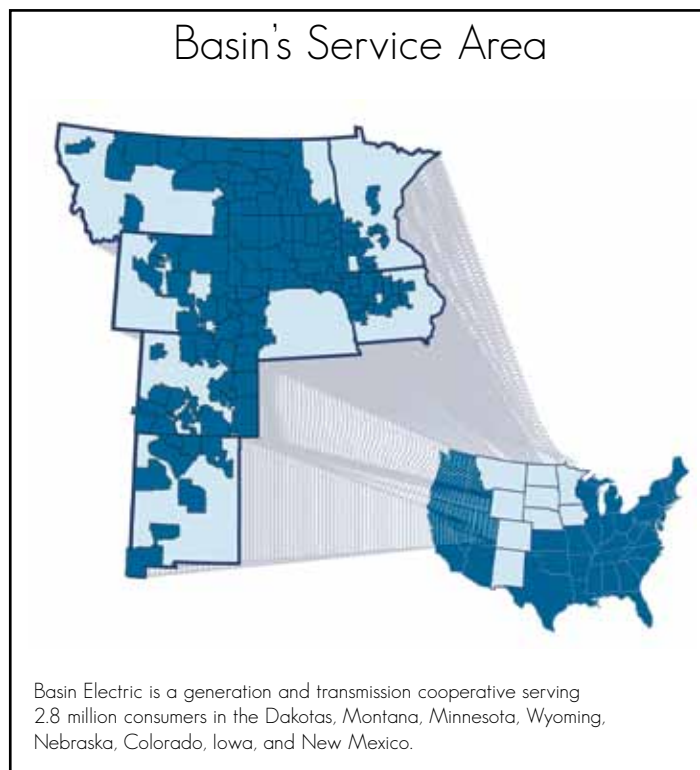 Basin's Service Area
Basin Electric is a generation and transmission cooperative serving
2.8 million consumers in the Dakotas, Montana, Minnesota, Wyoming,
Nebraska, Colorado, Iowa, and New Mexico.